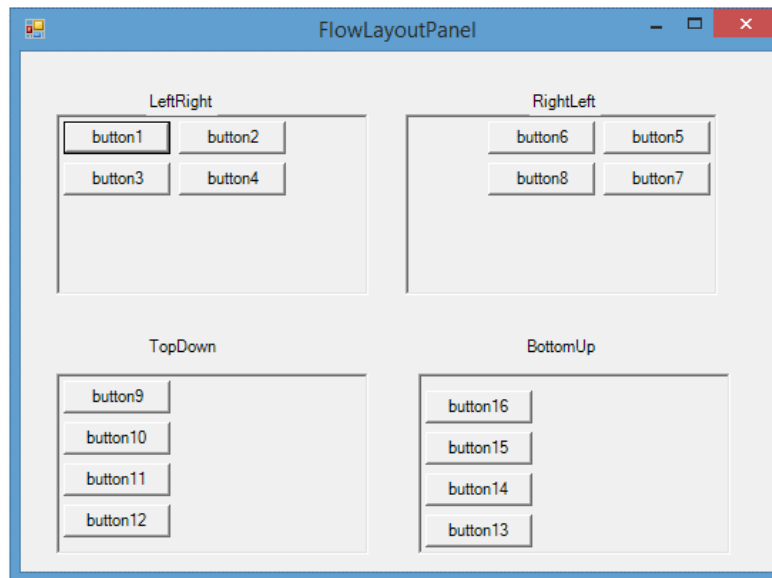 FlowLayoutPanel
LeftRight
RightLeft
button1 button2
button6 button5
button3 button4
button8 button7
TopDown
BottomUp
button9
button10
button11
button12
button16
button15
button14
button13